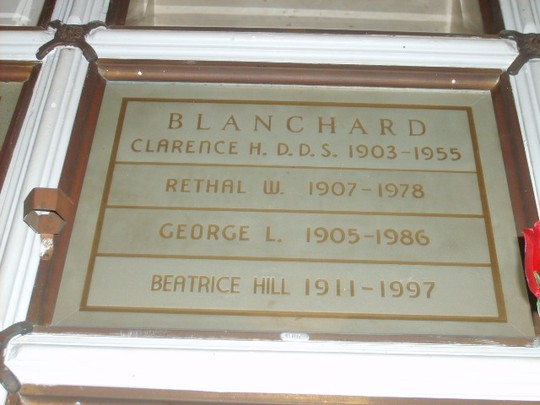 BLANCHARD
CLARENCE H. D.D.S. 1903-1955
RETHAL W. 1907-1978
GEORGE L. 1905-1986
BEATRICE HILL 1911-1997